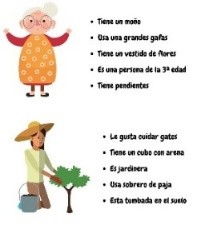 • Tiene un moño
• Usa una grandes gafas
• Tiene un vestido de flores
• Es una persona de la 3ª edad
• Tiene pendientes
• Le gusta cuidar gatos
• Tiene un cubo con arena
• Es jardinera
• Usa sobrero de paja
• Esta tumbada en el suelo